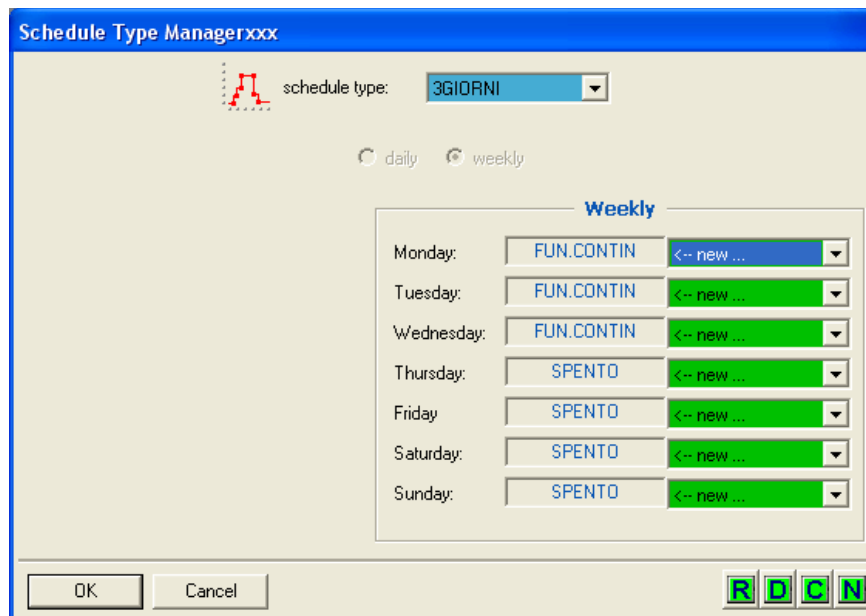 Schedule Type Managerxxx
schedule type: 3GIORNI
daily weekly
Weekly
Monday: FUN.CONTIN <-- new ...
Tuesday: FUN.CONTIN <-- new ...
Wednesday: FUN.CONTIN <-- new ...
Thursday: SPENTO <-- new ...
Friday SPENTO <-- new ...
Saturday: SPENTO <-- new ...
Sunday: SPENTO <-- new ...
OK Cancel R D C N